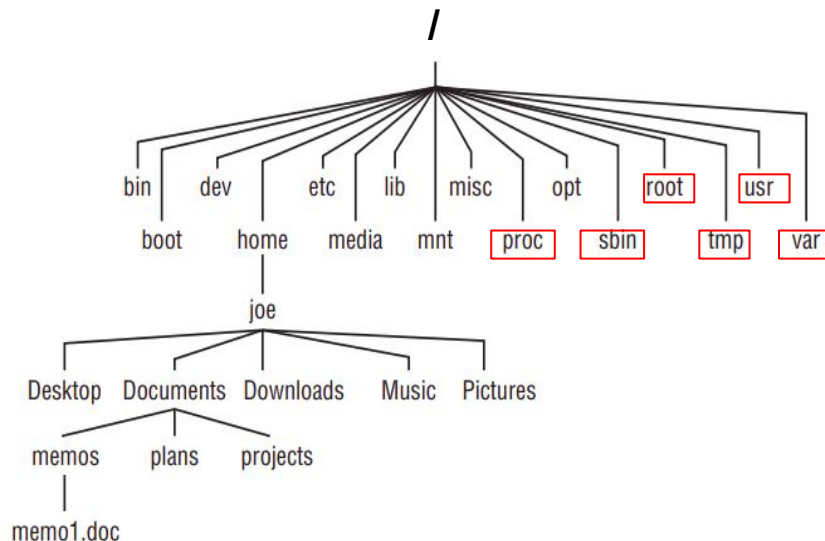 /
bin dev etc lib misc opt root usr
boot home media mnt proc sbin tmp var
joe
Desktop Documents Downloads Music Pictures
memos plans projects
memo1.doc